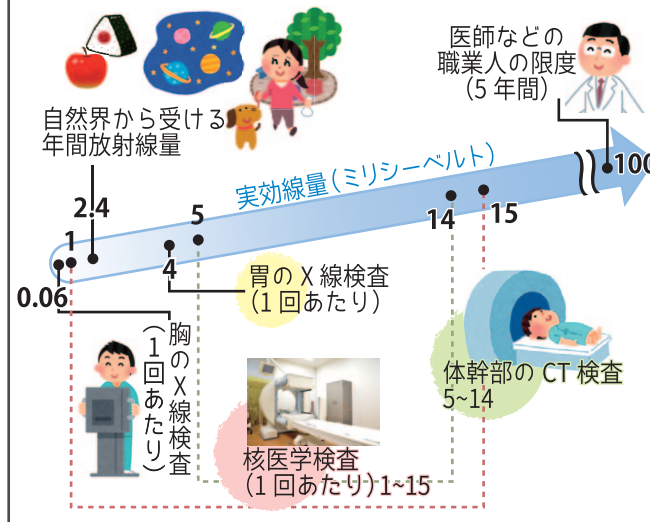 医師などの
職業人の限度
(5年間)
自然界から受ける
年間放射線量
実効線量(ミリシーベルト)
100
2.4
5
14
15
1
4
0.06
胃のX線検査
(1回あたり)
胸のX線検査
(1回あたり)
体幹部のCT検査
5~14
核医学検査
(1回あたり)1~15